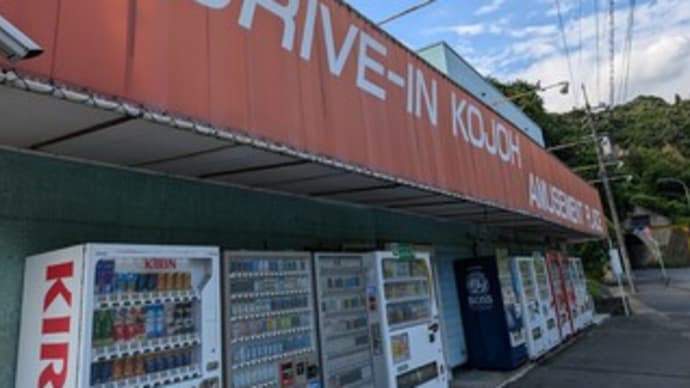 DRIVE-IN KOJOH
AMUSEMENT PLACE
KIRIN
KIRIN
BOSS